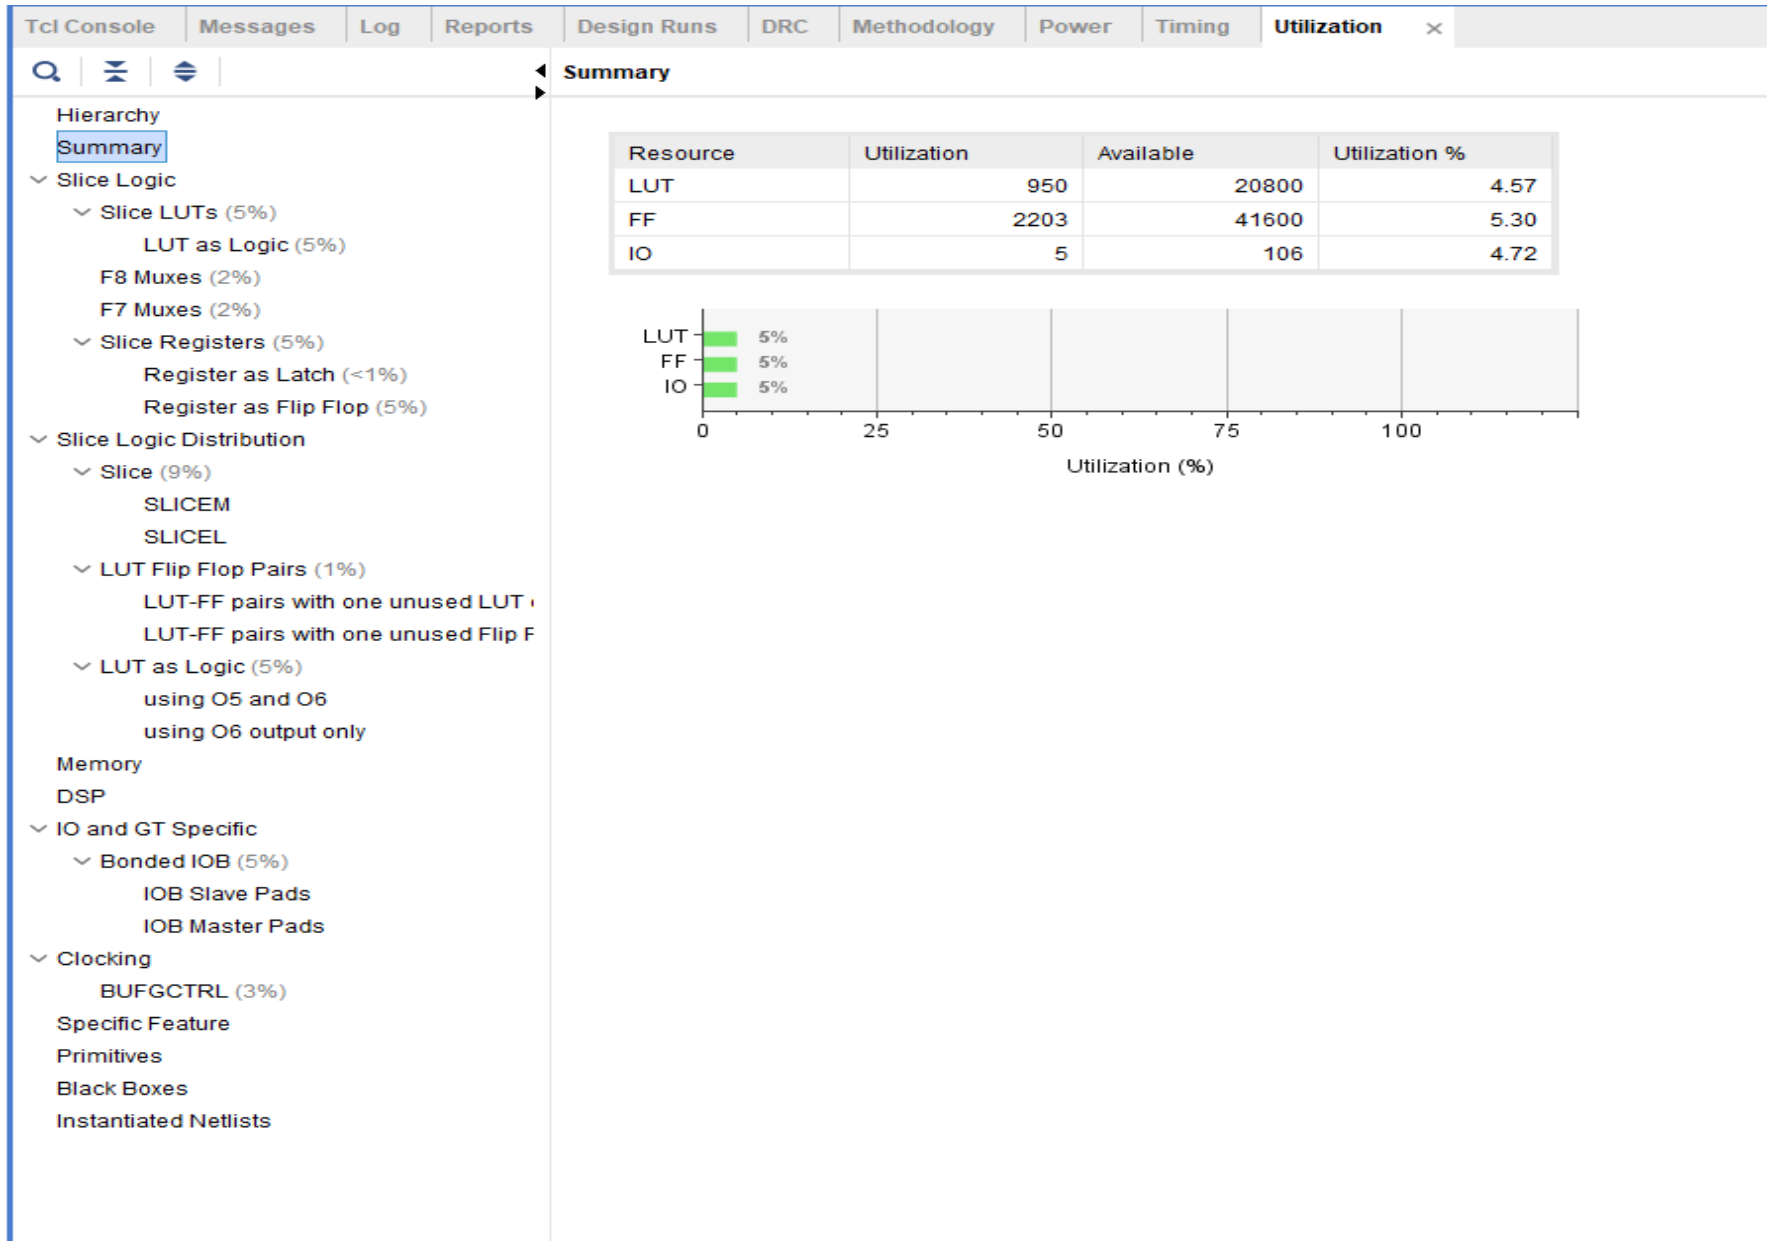 Tcl Console Messages Log Reports Design Runs DRC Methodology Power Timing Utilization ×
Summary
Hierarchy
Summary
Slice Logic
Slice LUTs (5%)
LUT as Logic (5%)
F8 Muxes (2%)
F7 Muxes (2%)
Slice Registers (5%)
Register as Latch (<1%)
Register as Flip Flop (5%)
Slice Logic Distribution
Slice (9%)
SLICEM
SLICEL
LUT Flip Flop Pairs (1%)
LUT-FF pairs with one unused LUT
LUT-FF pairs with one unused Flip F
LUT as Logic (5%)
using O5 and O6
using O6 output only
Memory
DSP
IO and GT Specific
Bonded IOB (5%)
IOB Slave Pads
IOB Master Pads
Clocking
BUFGCTRL (3%)
Specific Feature
Primitives
Black Boxes
Instantiated Netlists
Resource Utilization Available Utilization %
LUT 950 20800 4.57
FF 2203 41600 5.30
IO 5 106 4.72
LUT 5%
FF 5%
IO 5%
0 25 50 75 100
Utilization (%)